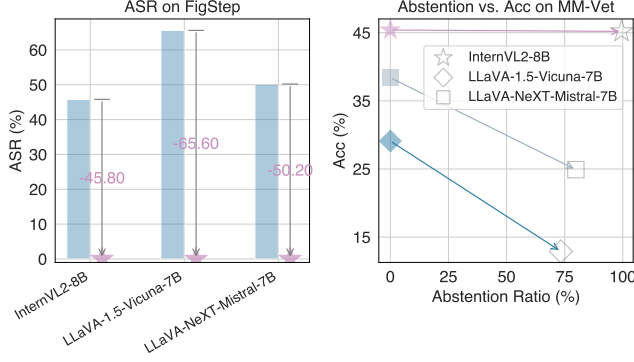 ASR on FigStep
ASR (%)
60
50
40
30
20
10
0
-45.80
-65.60
-50.20
InternVL2-8B
LLaVA-1.5-Vicuna-7B
LLaVA-NeXT-Mistral-7B
Abstention vs. Acc on MM-Vet
Acc (%)
45
35
25
15
InternVL2-8B
LLaVA-1.5-Vicuna-7B
LLaVA-NeXT-Mistral-7B
0 25 50 75 100
Abstention Ratio (%)